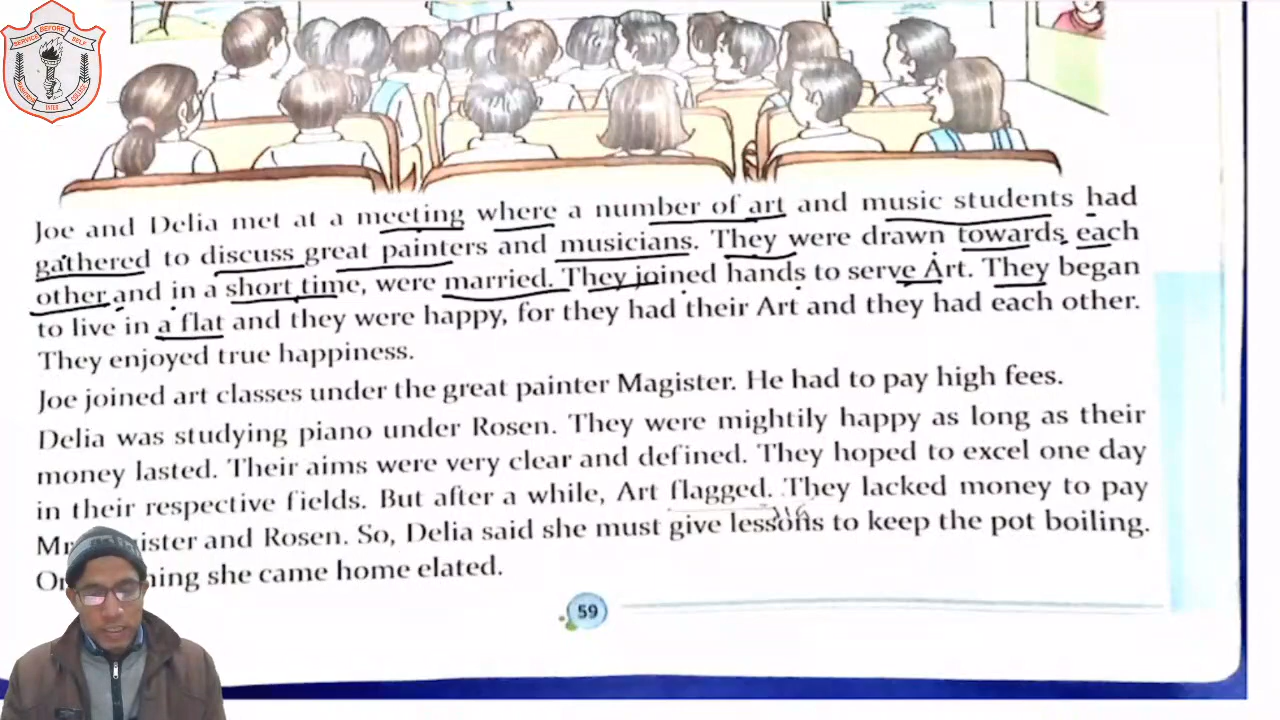 SERVICE BEFORE SELF
INTER
COLLEGE
Joe and Delia met at a meeting where a number of art and music students had
gathered to discuss great painters and musicians. They were drawn towards each
other and in a short time, were married. They joined hands to serve Art. They began
to live in a flat and they were happy, for they had their Art and they had each other.
They enjoyed true happiness.
Joe joined art classes under the great painter Magister. He had to pay high fees.
Delia was studying piano under Rosen. They were mightily happy as long as their
money lasted. Their aims were very clear and defined. They hoped to excel one day
in their respective fields. But after a while, Art flagged. They lacked money to pay
and Rosen. So, Delia said she must give lessons to keep the pot boiling.
she came home elated.
59